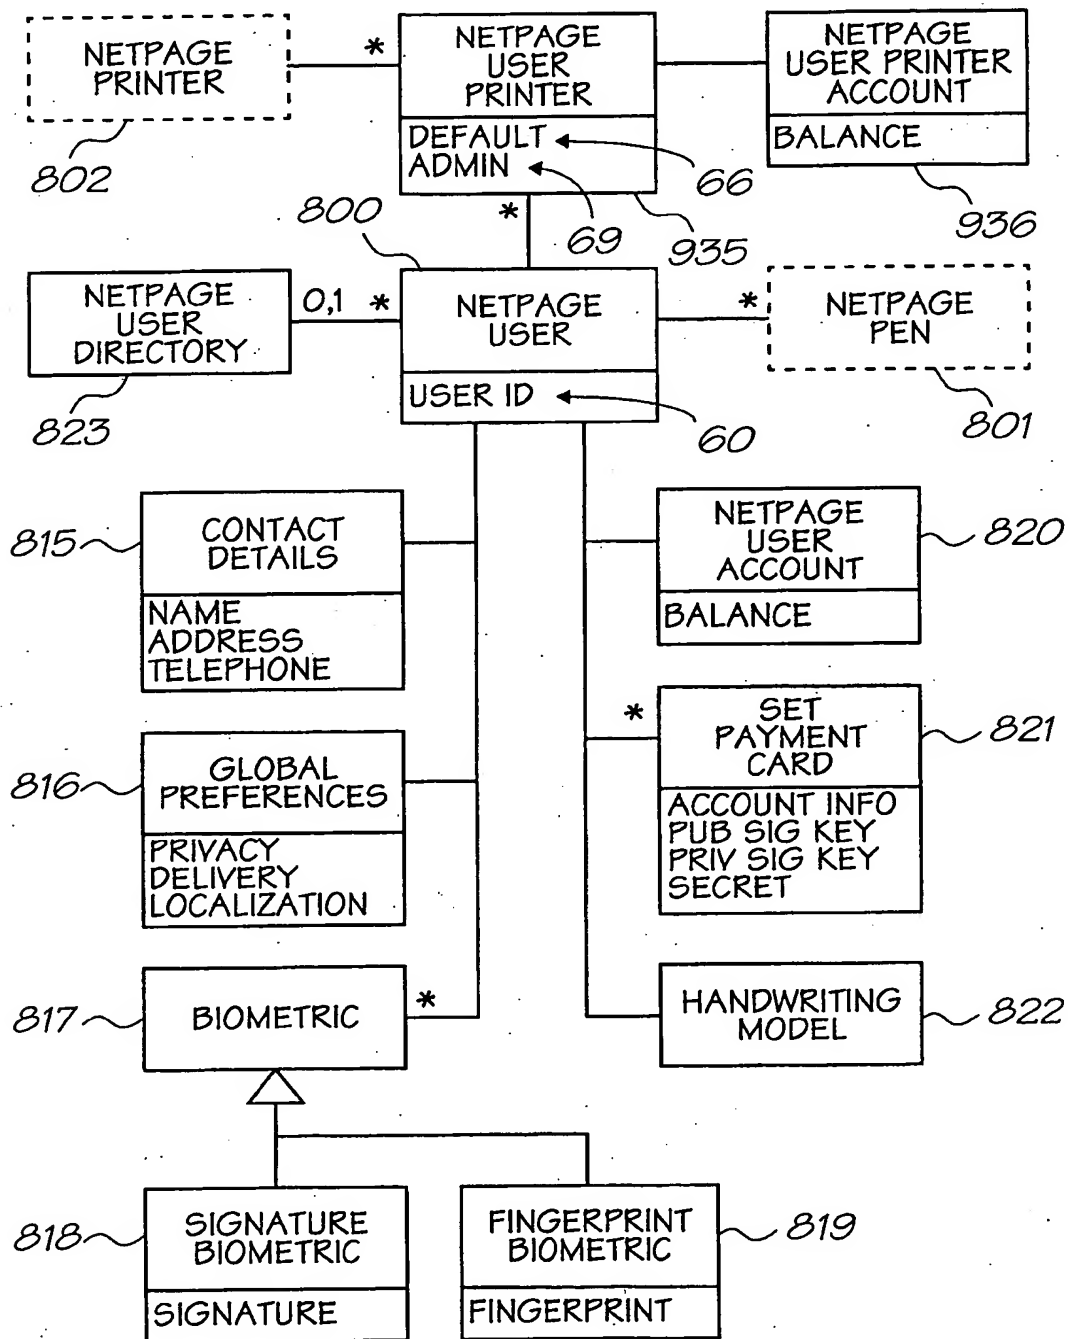 NETPAGE
PRINTER
802
*
NETPAGE
USER
PRINTER
DEFAULT
ADMIN
66
69
935
NETPAGE
USER PRINTER
ACCOUNT
BALANCE
936
*
800
NETPAGE
USER
DIRECTORY
823
0,1
*
NETPAGE
USER
USER ID
60
*
NETPAGE
PEN
801
815
CONTACT
DETAILS
NAME
ADDRESS
TELEPHONE
NETPAGE
USER
ACCOUNT
BALANCE
820
816
GLOBAL
PREFERENCES
PRIVACY
DELIVERY
LOCALIZATION
*
SET
PAYMENT
CARD
ACCOUNT INFO
PUB SIG KEY
PRIV SIG KEY
SECRET
821
817
BIOMETRIC
*
HANDWRITING
MODEL
822
818
SIGNATURE
BIOMETRIC
SIGNATURE
FINGERPRINT
BIOMETRIC
FINGERPRINT
819